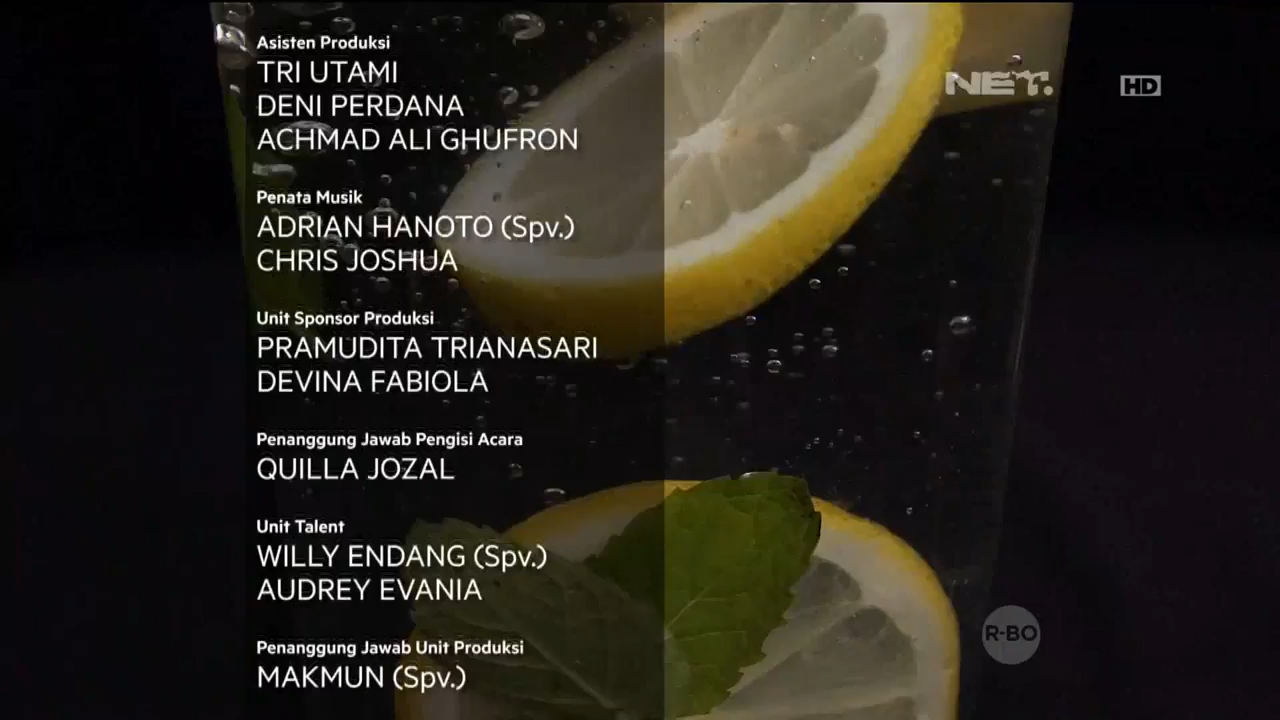 Asisten Produksi
TRI UTAMI
DENI PERDANA
ACHMAD ALI GHUFRON
Penata Musik
ADRIAN HANOTO (Spv.)
CHRIS JOSHUA
Unit Sponsor Produksi
PRAMUDITA TRIANASARI
DEVINA FABIOLA
Penanggung Jawab Pengisi Acara
QUILLA JOZAL
Unit Talent
WILLY ENDANG (Spv.)
AUDREY EVANIA
Penanggung Jawab Unit Produksi
MAKMUN (Spv.)
NET.
HD
R-BO